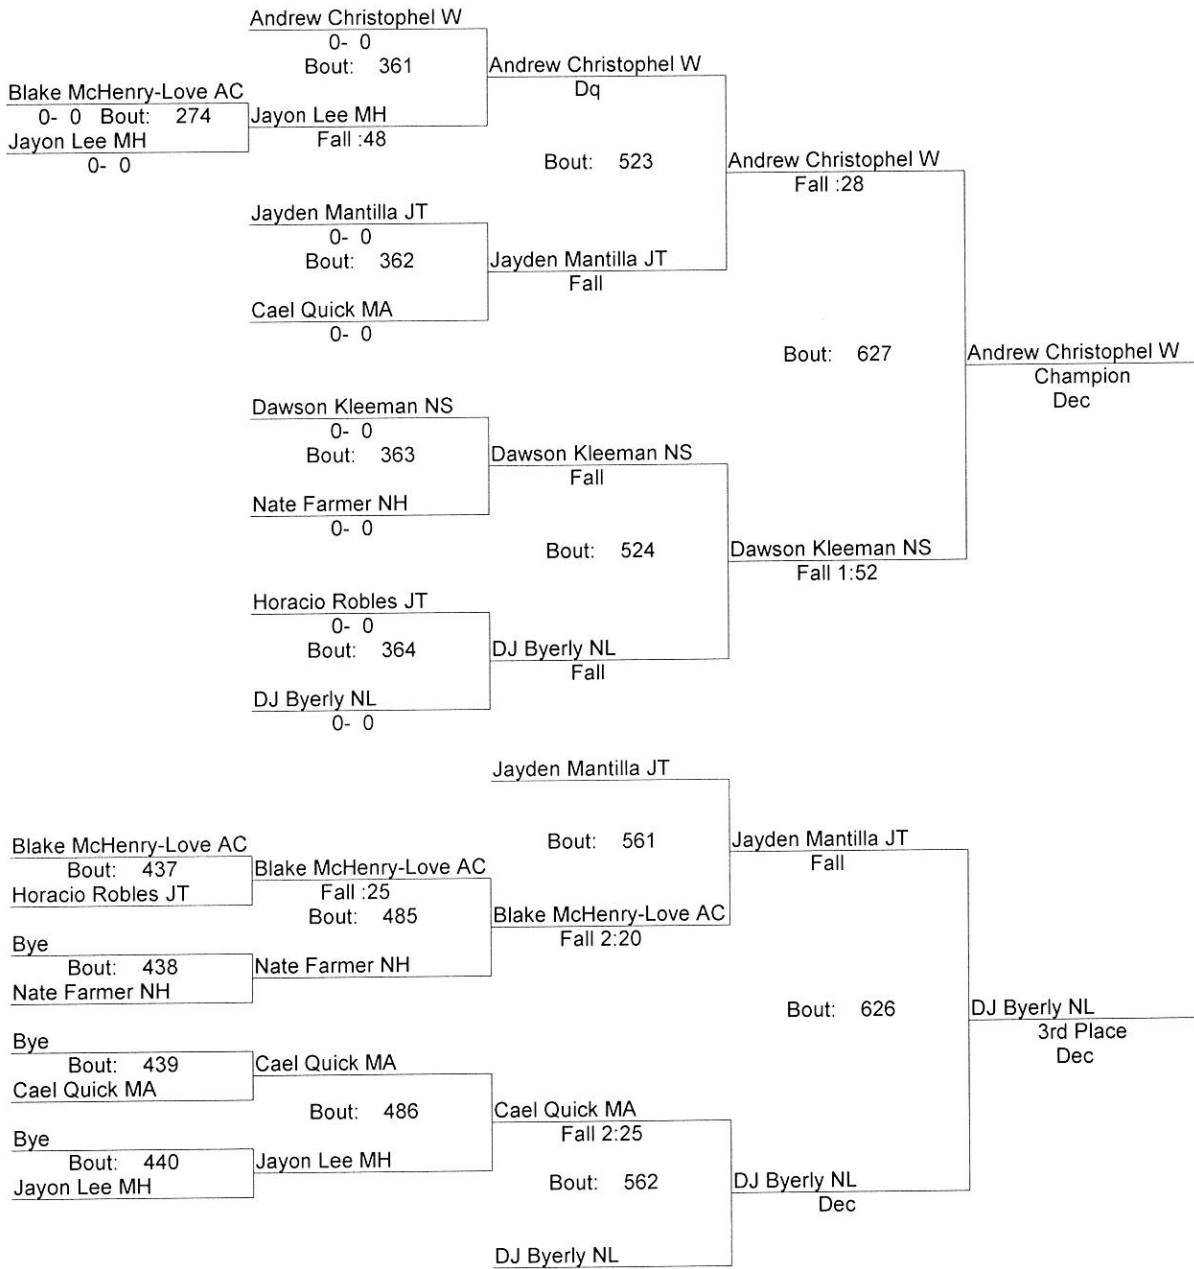 Andrew Christophel W
0- 0
Bout: 361
Andrew Christophel W
Dq
Blake McHenry-Love AC
0- 0 Bout: 274
Jayon Lee MH
0- 0
Jayon Lee MH
Fall :48
Bout: 523
Andrew Christophel W
Fall :28
Jayden Mantilla JT
0- 0
Bout: 362
Jayden Mantilla JT
Fall
Cael Quick MA
0- 0
Bout: 627
Andrew Christophel W
Champion
Dec
Dawson Kleeman NS
0- 0
Bout: 363
Dawson Kleeman NS
Fall
Nate Farmer NH
0- 0
Bout: 524
Dawson Kleeman NS
Fall 1:52
Horacio Robles JT
0- 0
Bout: 364
DJ Byerly NL
Fall
DJ Byerly NL
0- 0
Jayden Mantilla JT
Bout: 561
Jayden Mantilla JT
Fall
Blake McHenry-Love AC
Bout: 437
Horacio Robles JT
Blake McHenry-Love AC
Fall :25
Bout: 485
Blake McHenry-Love AC
Fall 2:20
Bye
Bout: 438
Nate Farmer NH
Nate Farmer NH
Bout: 626
DJ Byerly NL
3rd Place
Dec
Bye
Bout: 439
Cael Quick MA
Cael Quick MA
Bout: 486
Cael Quick MA
Fall 2:25
Bye
Bout: 440
Jayon Lee MH
Jayon Lee MH
Bout: 562
DJ Byerly NL
Dec
DJ Byerly NL